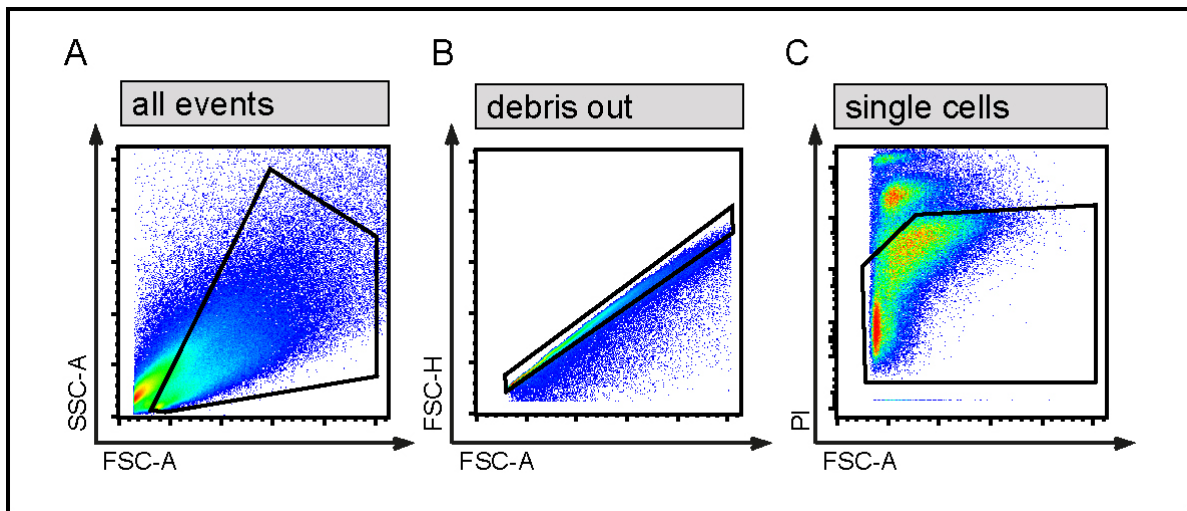 A
B
C
all events
debris out
single cells
SSC-A
FSC-H
PI
FSC-A
FSC-A
FSC-A